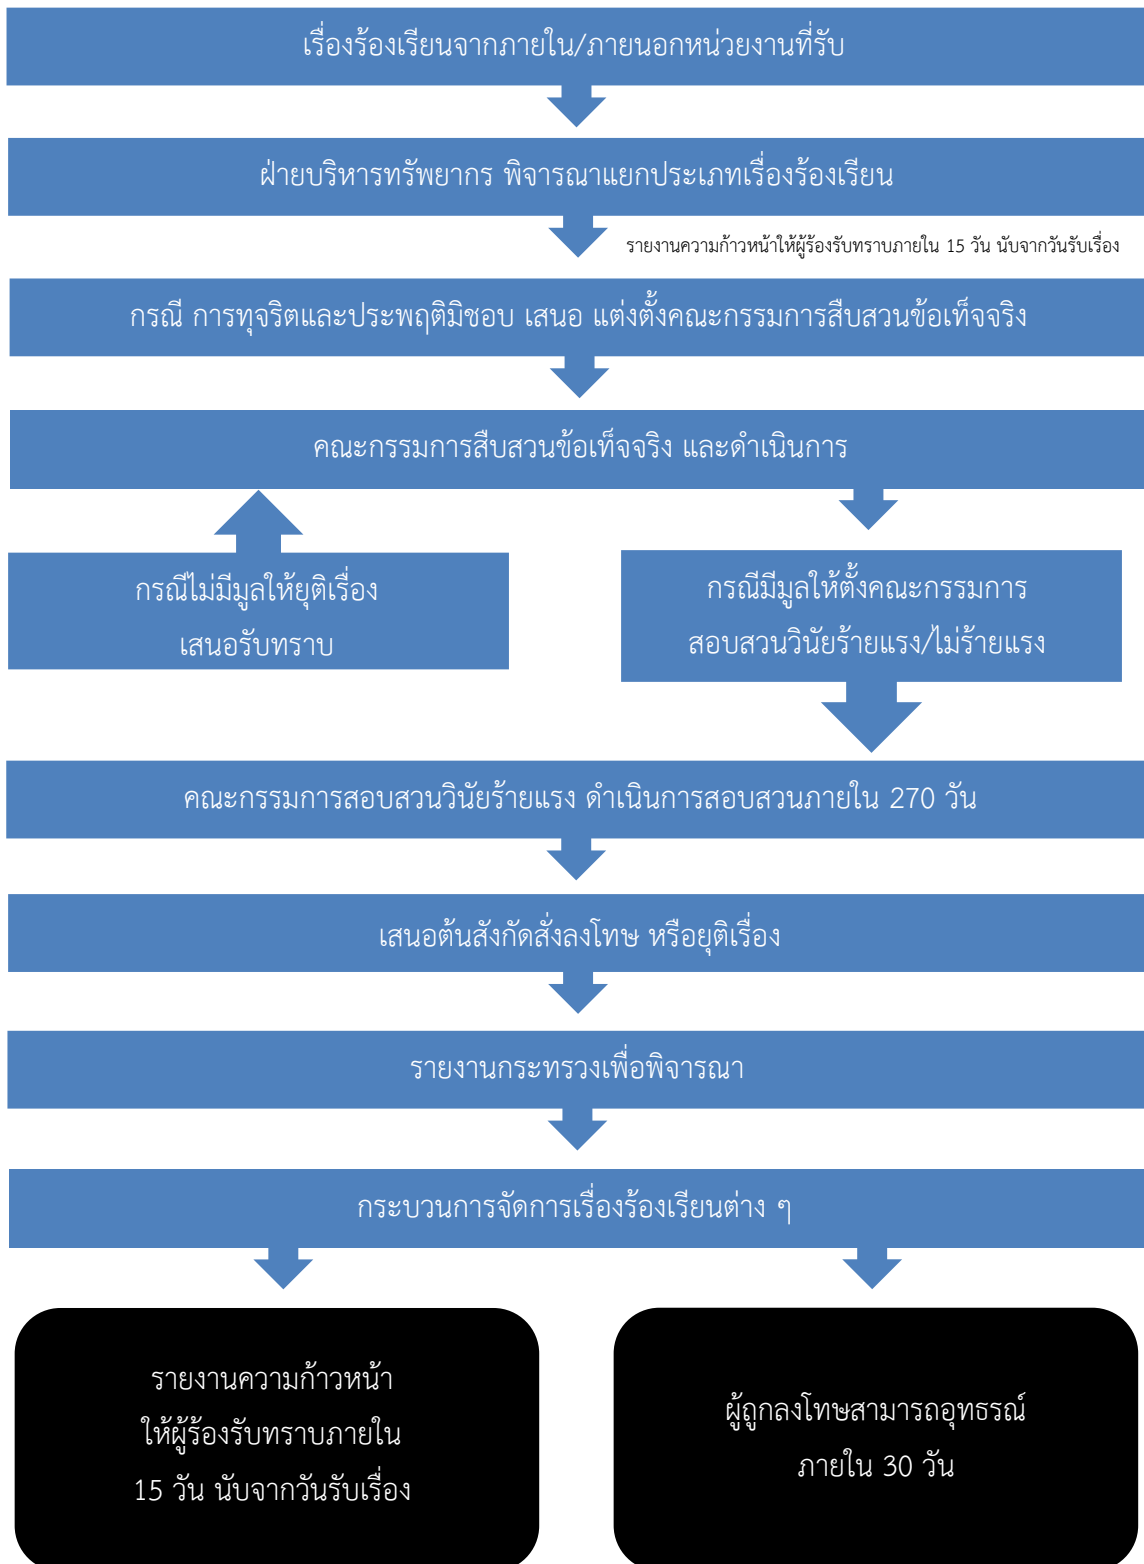 เรื่องร้องเรียนจากภายใน/ภายนอกหน่วยงานที่รับ
ฝ่ายบริหารทรัพยากร พิจารณาแยกประเภทเรื่องร้องเรียน
รายงานความก้าวหน้าให้ผู้ร้องรับทราบภายใน 15 วัน นับจากวันรับเรื่อง
กรณี การทุจริตและประพฤติมิชอบ เสนอ แต่งตั้งคณะกรรมการสืบสวนข้อเท็จจริง
คณะกรรมการสืบสวนข้อเท็จจริง และดำเนินการ
กรณีไม่มีมูลให้ยุติเรื่อง
เสนอรับทราบ
กรณีมีมูลให้ตั้งคณะกรรมการ
สอบสวนวินัยร้ายแรง/ไม่ร้ายแรง
คณะกรรมการสอบสวนวินัยร้ายแรง ดำเนินการสอบสวนภายใน 270 วัน
เสนอต้นสังกัดสั่งลงโทษ หรือยุติเรื่อง
รายงานกระทรวงเพื่อพิจารณา
กระบวนการจัดการเรื่องร้องเรียนต่าง ๆ
รายงานความก้าวหน้า
ให้ผู้ร้องรับทราบภายใน
15 วัน นับจากวันรับเรื่อง
ผู้ถูกลงโทษสามารถอุทธรณ์
ภายใน 30 วัน